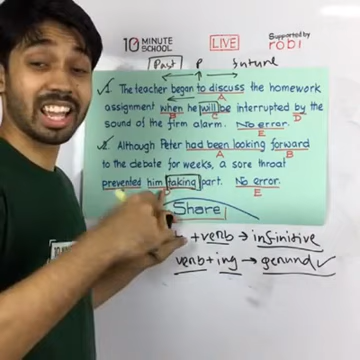 10 MINUTE SCHOOL
LIVE
Supported by
robi
Past P future
1. The teacher began to discuss the homework
A
assignment when he will be interrupted by the
B C D
sound of the firm alarm. No error.
E
2. Although Peter had been looking forward
A B
to the debate for weeks, a sore throat
prevented him taking part. No error.
E
Share
+verb → infinitive
verb+ing → gerund ✓